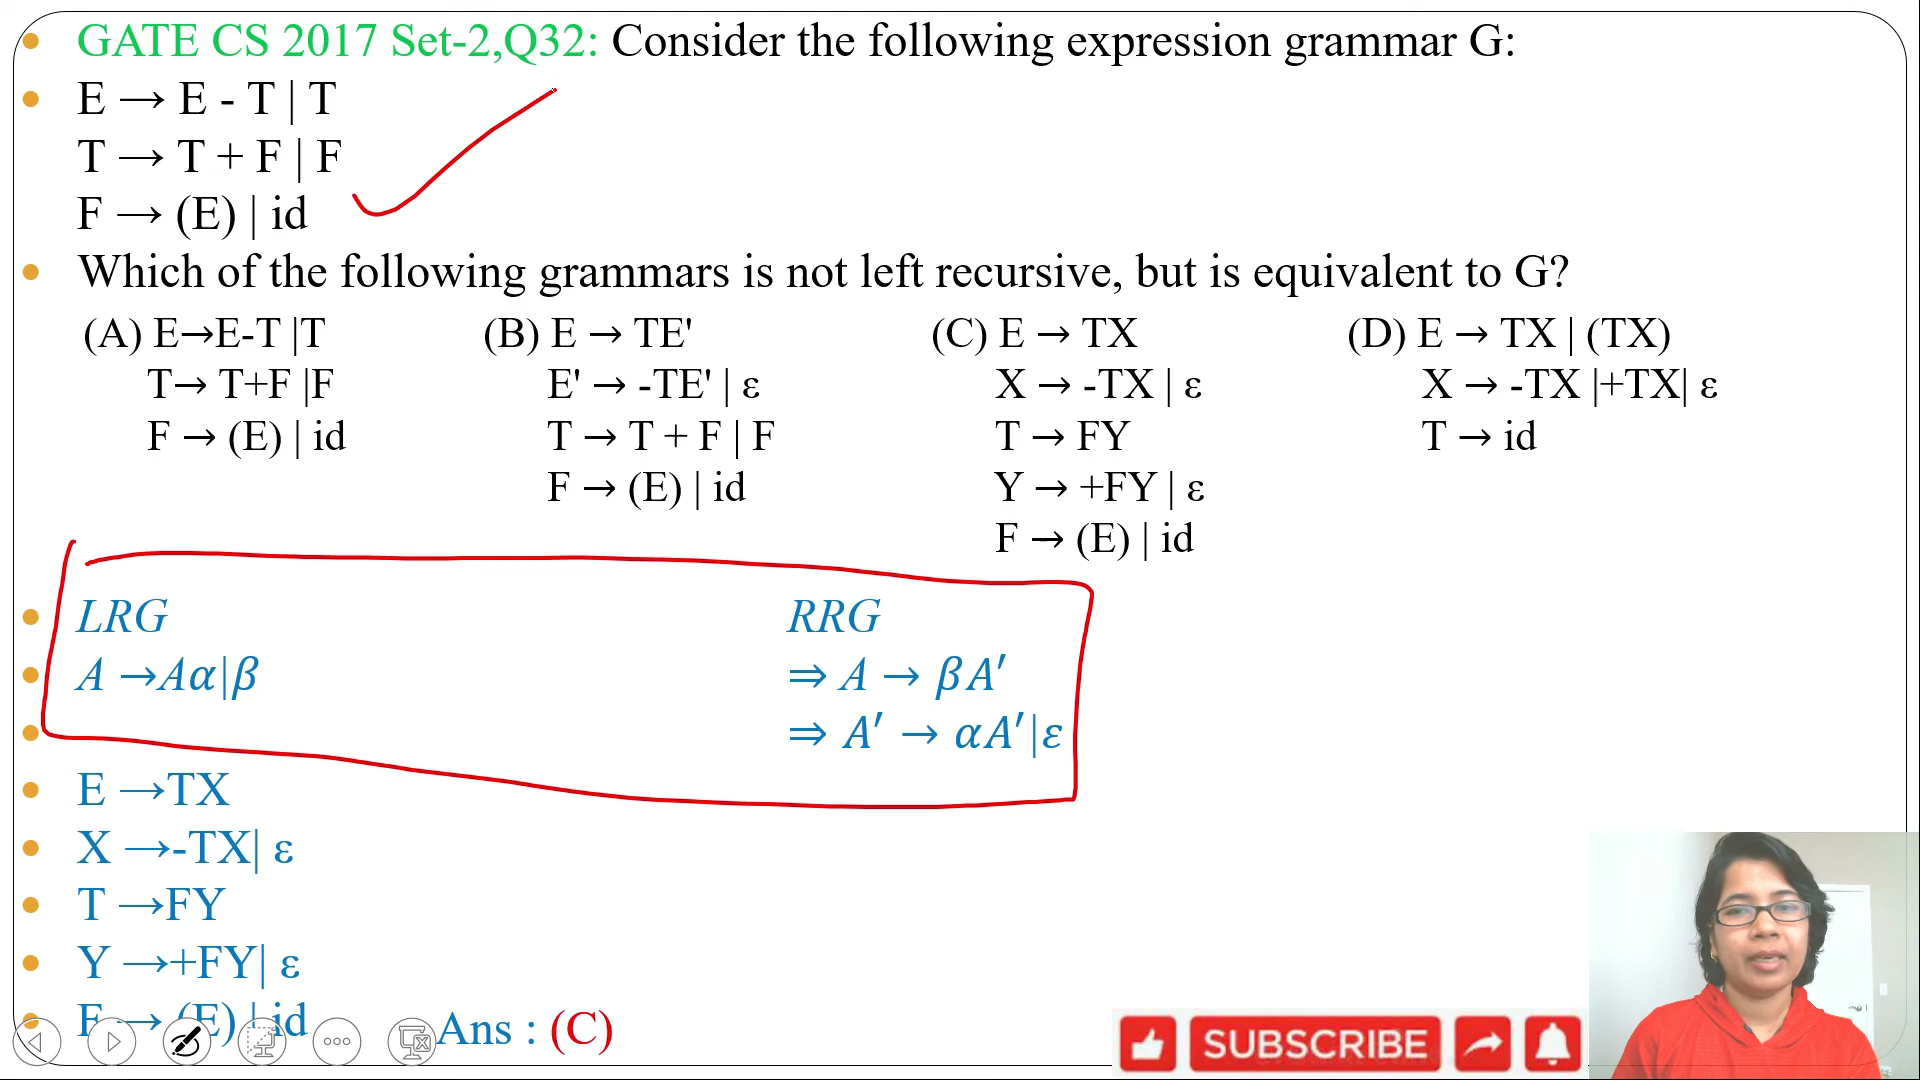 GATE CS 2017 Set-2,Q32: Consider the following expression grammar G:
E → E - T | T
T → T + F | F
F → (E) | id
Which of the following grammars is not left recursive, but is equivalent to G?
(A) E→E-T |T
T→ T+F |F
F → (E) | id
(B) E → TE'
E' → -TE' | ε
T → T + F | F
F → (E) | id
(C) E → TX
X → -TX | ε
T → FY
Y → +FY | ε
F → (E) | id
(D) E → TX | (TX)
X → -TX |+TX| ε
T → id
LRG RRG
A →Aα|β ⇒ A → βA′
⇒ A′ → αA′|ε
E →TX
X →-TX| ε
T →FY
Y →+FY| ε
F → (E) | id
Ans : (C)
SUBSCRIBE